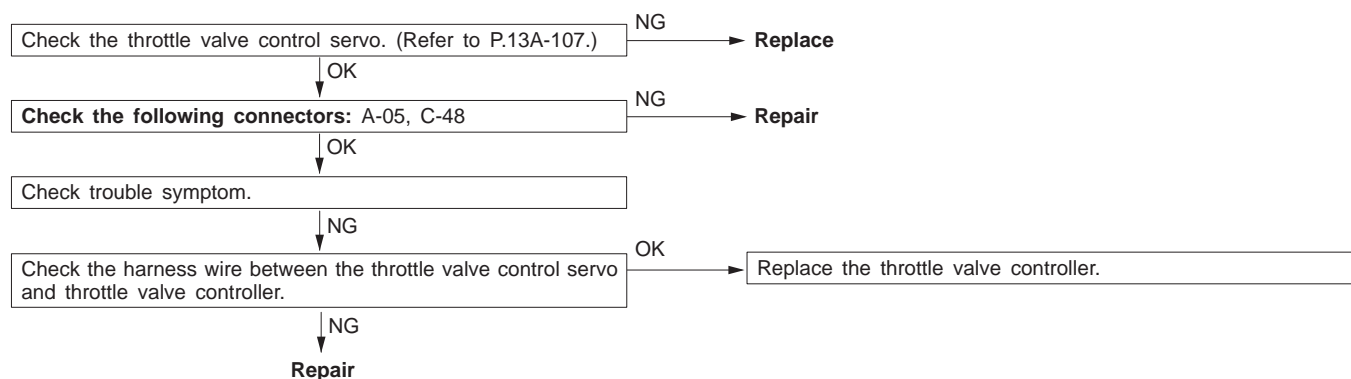 NG
Check the throttle valve control servo. (Refer to P.13A-107.)
Replace
OK
NG
Check the following connectors: A-05, C-48
Repair
OK
Check trouble symptom.
NG
OK
Check the harness wire between the throttle valve control servo
and throttle valve controller.
Replace the throttle valve controller.
NG
Repair